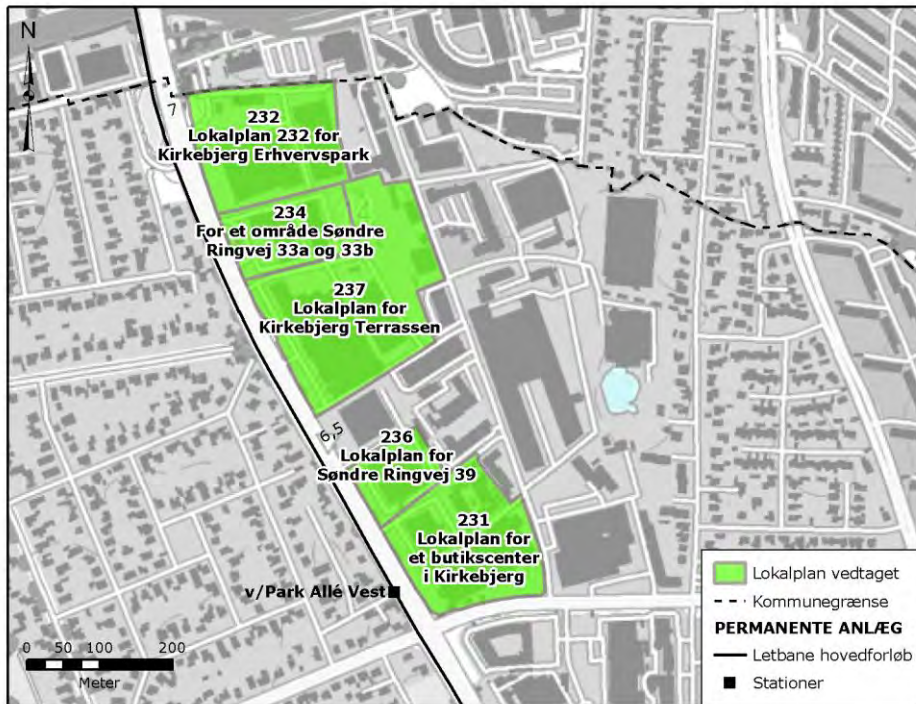 N
7
232
Lokalplan 232 for
Kirkebjerg Erhvervspark
234
For et område Søndre
Ringvej 33a og 33b
237
Lokalplan for
Kirkebjerg Terrassen
6,5
236
Lokalplan for
Søndre Ringvej 39
231
Lokalplan for
et butikscenter
i Kirkebjerg
v/Park Allé Vest
0 50 100 200
Meter
Lokalplan vedtaget
Kommunegrænse
PERMANENTE ANLÆG
Letbane hovedforløb
Stationer